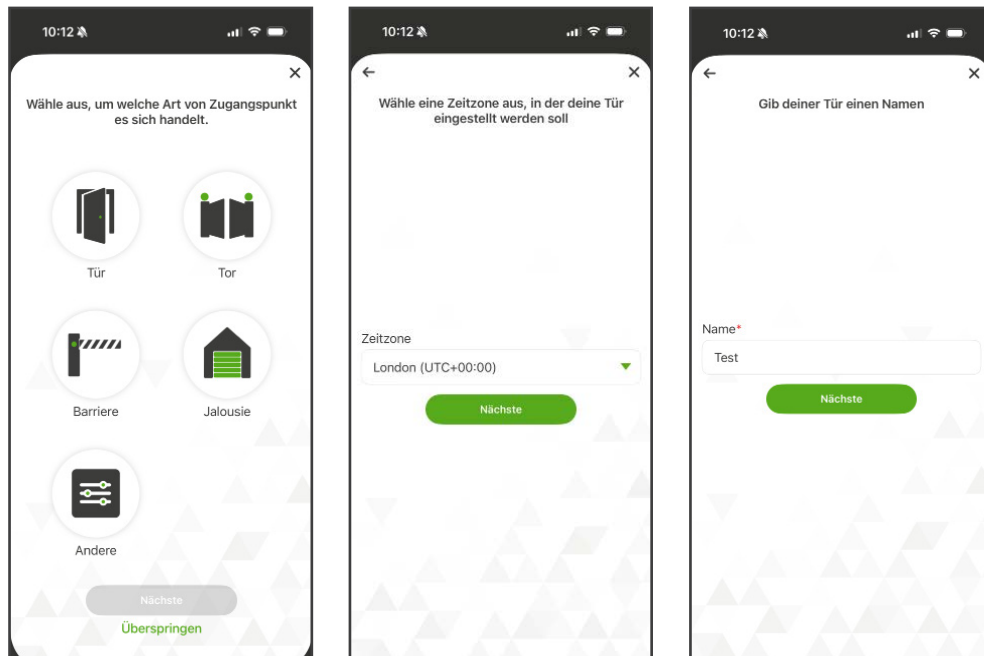 10:12
Wähle aus, um welche Art von Zugangspunkt
es sich handelt.
Tür
Tor
Barriere
Jalousie
Andere
Nächste
Überspringen
10:12
Wähle eine Zeitzone aus, in der deine Tür
eingestellt werden soll
Zeitzone
London (UTC+00:00)
Nächste
10:12
Gib deiner Tür einen Namen
Name*
Test
Nächste